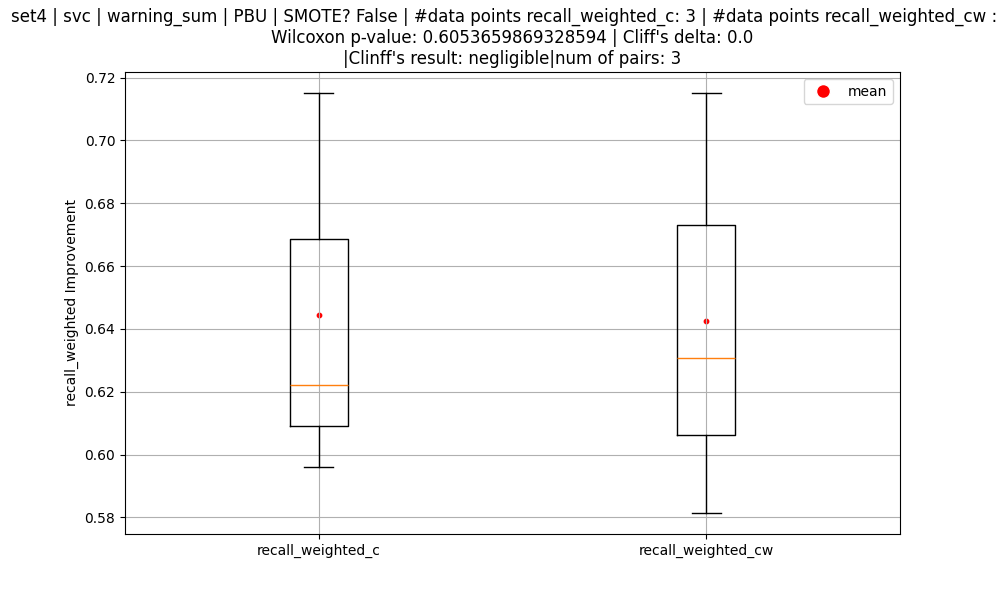 set4 | svc | warning_sum | PBU | SMOTE? False | #data points recall_weighted_c: 3 | #data points recall_weighted_cw :
Wilcoxon p-value: 0.6053659869328594 | Cliff's delta: 0.0
|Clinff's result: negligible|num of pairs: 3
mean
0.72
0.70
0.68
0.66
0.64
0.62
0.60
0.58
recall_weighted Improvement
recall_weighted_c
recall_weighted_cw